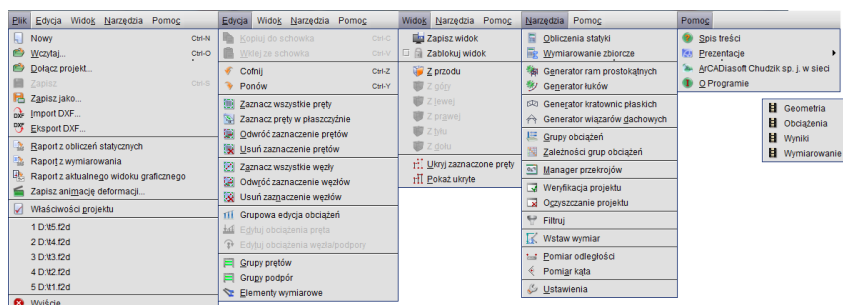 Plik Edycja Widok Narzędzia Pomoc
Nowy Ctrl-N
Wczytaj... Ctrl-O
Dołącz projekt...
Zapisz Ctrl-S
Zapisz jako...
Import DXF...
Eksport DXF...
Raport z obliczeń statycznych
Raport z wymiarowania
Raport z aktualnego widoku graficznego
Zapisz animację deformacji...
Właściwości projektu
1 D:\t5.f2d
2 D:\t4.f2d
3 D:\t3.f2d
4 D:\t2.f2d
5 D:\t1.f2d
Wyjście
Edycja Widok Narzędzia Pomoc
Kopiuj do schowka Ctrl-C
Wklej ze schowka Ctrl-V
Cofnij Ctrl-Z
Ponów Ctrl-Y
Zaznacz wszystkie pręty
Zaznacz pręty w płaszczyźnie
Odwróć zaznaczenie prętów
Usuń zaznaczenie prętów
Zaznacz wszystkie węzły
Odwróć zaznaczenie węzłów
Usuń zaznaczenie węzłów
Grupowa edycja obciążeń
Edytuj obciążenia pręta
Edytuj obciążenia węzła/podpory
Grupy prętów
Grupy podpór
Elementy wymiarowe
Widok Narzędzia Pomoc
Zapisz widok
Zablokuj widok
Z przodu
Z góry
Z lewej
Z prawej
Z tyłu
Z dołu
Ukryj zaznaczone pręty
Pokaż ukryte
Narzędzia Pomoc
Obliczenia statyki
Wymiarowanie zbiorcze
Generator ram prostokątnych
Generator łuków
Generator kratownic płaskich
Generator wiązarów dachowych
Grupy obciążeń
Zależności grup obciążeń
Manager przekrojów
Weryfikacja projektu
Oczyszczanie projektu
Filtruj
Wstaw wymiar
Pomiar odległości
Pomiar kąta
Ustawienia
Pomoc
Spis treści
Prezentacje
ArCADiasoft Chudzik sp. j. w sieci
O Programie
Geometria
Obciążenia
Wyniki
Wymiarowanie